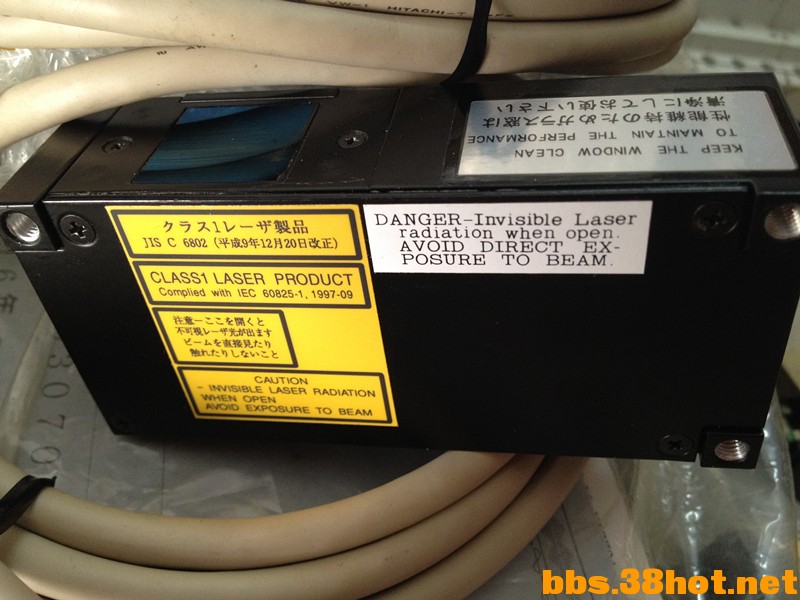 VW-1 HITACHI-T
KEEP THE WINDOW CLEAN
TO MAINTAIN THE PERFORMANCE
性能維持のためガラス窓は
清浄にしてお使い下さい
クラス1レーザ製品
JIS C 6802 (平成9年12月20日改正)
CLASS1 LASER PRODUCT
Complied with IEC 60825-1, 1997-09
注意－ここを開くと
不可視レーザ光が出ます
ビームを直接見たり
触れたりしないこと
CAUTION
- INVISIBLE LASER RADIATION
WHEN OPEN
AVOID EXPOSURE TO BEAM
DANGER-Invisible Laser
radiation when open.
AVOID DIRECT EX-
POSURE TO BEAM.
3070
bbs.38hot.net